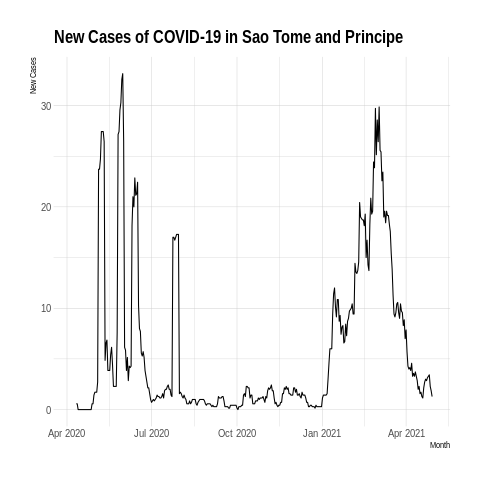 New Cases of COVID-19 in Sao Tome and Principe
New Cases
30
20
10
0
Apr 2020 Jul 2020 Oct 2020 Jan 2021 Apr 2021
Month